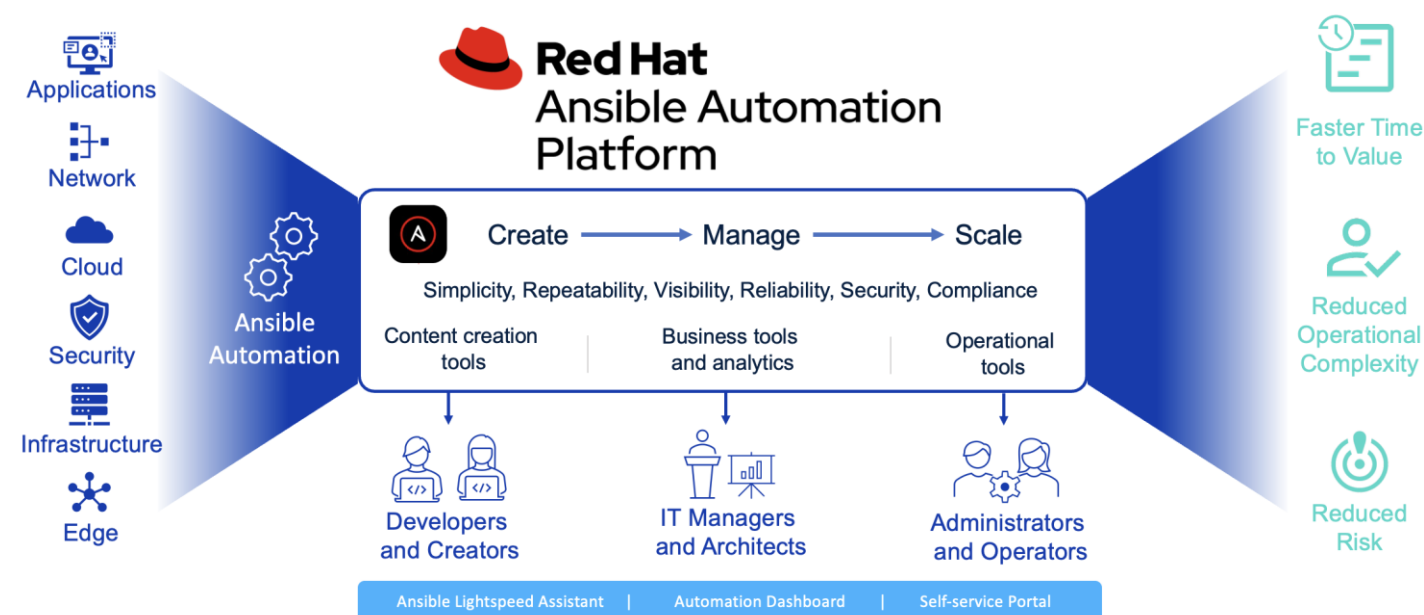 Red Hat
Ansible Automation
Platform
Applications
Network
Cloud
Security
Infrastructure
Edge
Ansible
Automation
Create
Manage
Scale
Simplicity, Repeatability, Visibility, Reliability, Security, Compliance
Content creation
tools
Business tools
and analytics
Operational
tools
Developers
and Creators
IT Managers
and Architects
Administrators
and Operators
Ansible Lightspeed Assistant | Automation Dashboard | Self-service Portal
Faster Time
to Value
Reduced
Operational
Complexity
Reduced
Risk